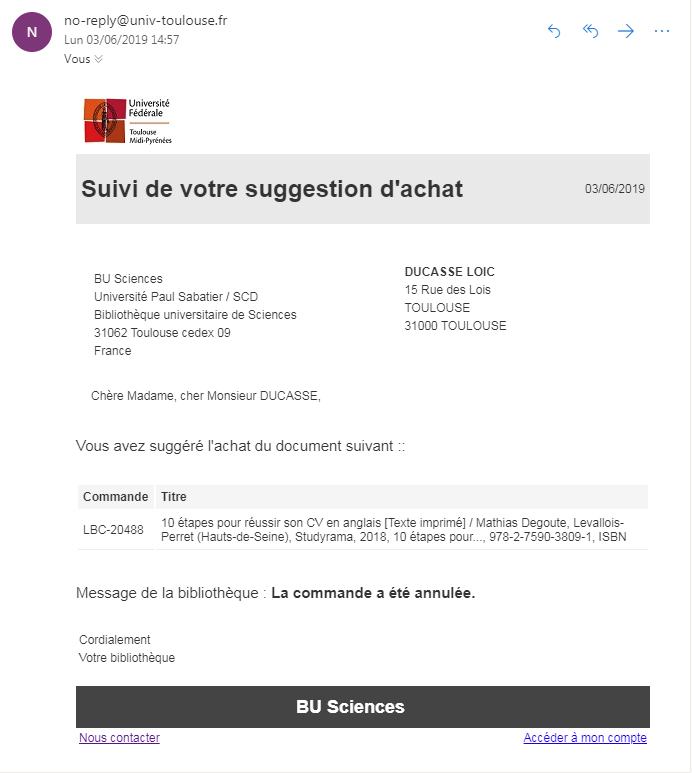 N
no-reply@univ-toulouse.fr
Lun 03/06/2019 14:57
Vous
Université
Fédérale
Toulouse
Midi-Pyrénées
Suivi de votre suggestion d'achat
03/06/2019
BU Sciences
Université Paul Sabatier / SCD
Bibliothèque universitaire de Sciences
31062 Toulouse cedex 09
France
DUCASSE LOIC
15 Rue des Lois
TOULOUSE
31000 TOULOUSE
Chère Madame, cher Monsieur DUCASSE,
Vous avez suggéré l'achat du document suivant ::
Commande Titre
LBC-20488
10 étapes pour réussir son CV en anglais [Texte imprimé] / Mathias Degoute, Levallois-
Perret (Hauts-de-Seine), Studyrama, 2018, 10 étapes pour..., 978-2-7590-3809-1, ISBN
Message de la bibliothèque : La commande a été annulée.
Cordialement
Votre bibliothèque
BU Sciences
Nous contacter
Accéder à mon compte